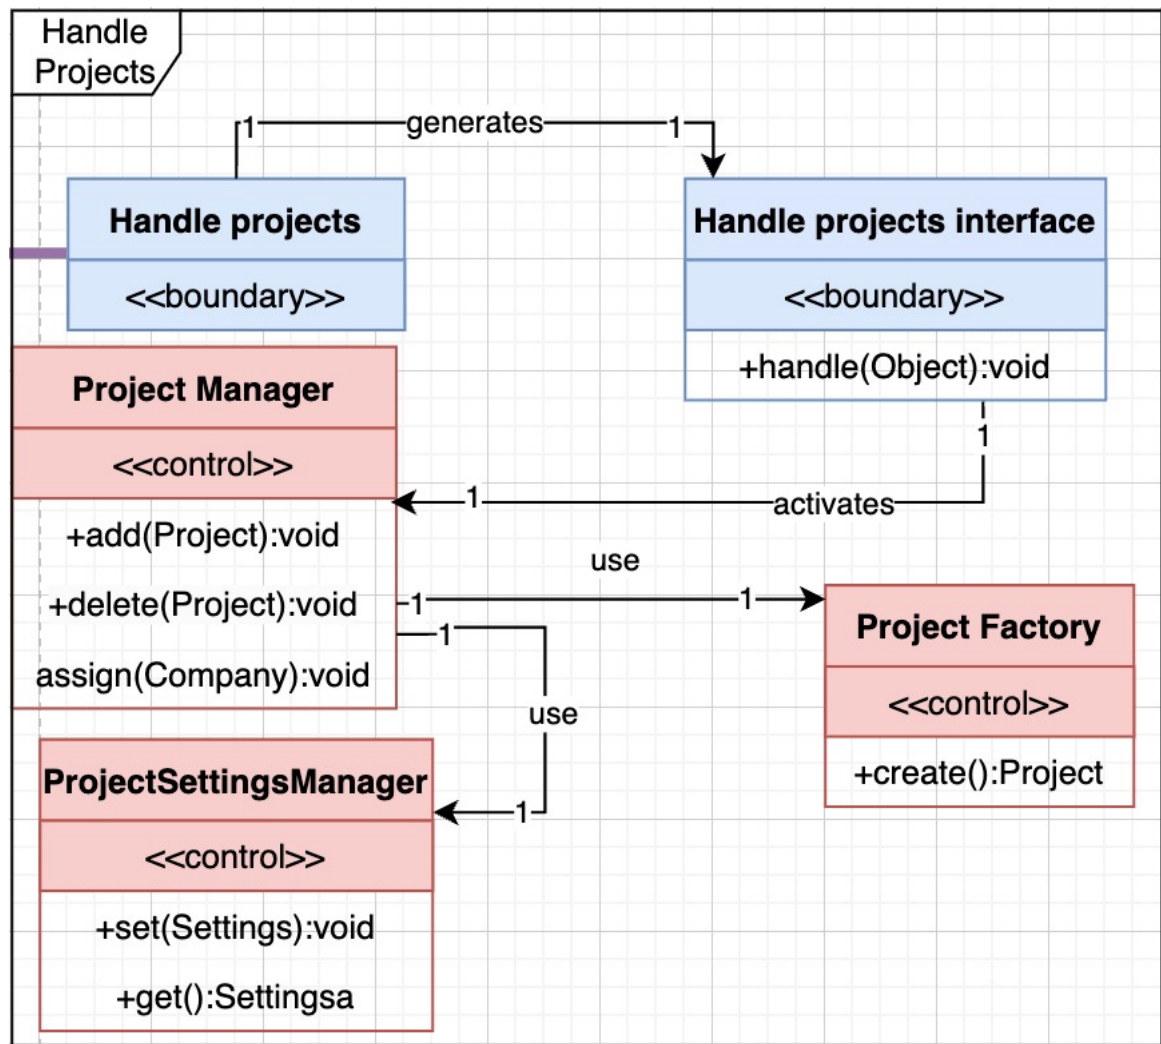 Handle
Projects
1 generates 1
Handle projects
<<boundary>>
Handle projects interface
<<boundary>>
+handle(Object):void
1
1 activates
Project Manager
<<control>>
+add(Project):void
+delete(Project):void
assign(Company):void
use
1 1
1
use
1
Project Factory
<<control>>
+create():Project
ProjectSettingsManager
<<control>>
+set(Settings):void
+get():Settingsa